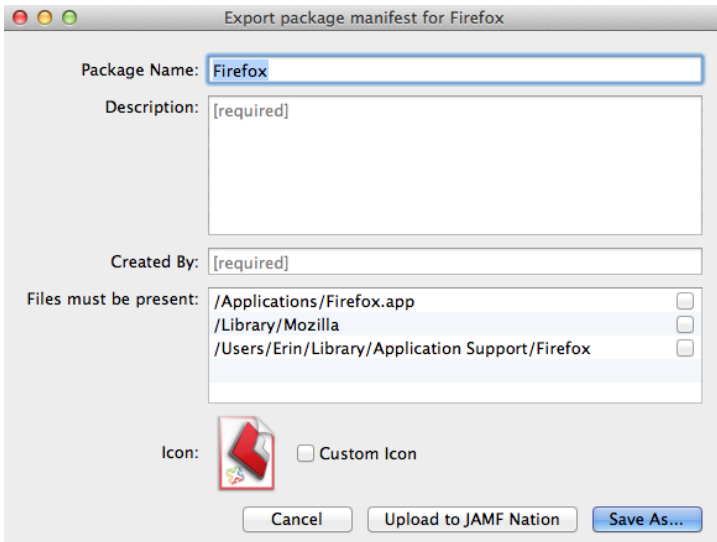 Export package manifest for Firefox
Package Name: Firefox
Description: [required]
Created By: [required]
Files must be present: /Applications/Firefox.app
/Library/Mozilla
/Users/Erin/Library/Application Support/Firefox
Icon: Custom Icon
Cancel Upload to JAMF Nation Save As...